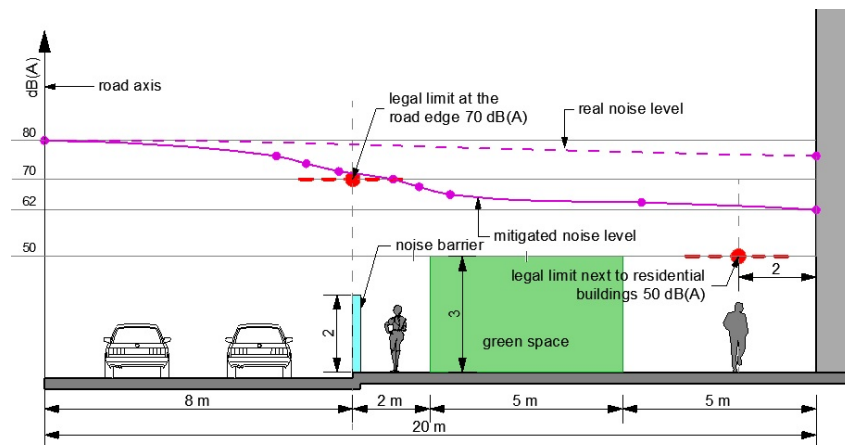 dB(A)
road axis
legal limit at the
road edge 70 dB(A)
real noise level
80
70
62
50
noise barrier
mitigated noise level
legal limit next to residential
buildings 50 dB(A)
2
2
3
green space
8 m
2 m
5 m
5 m
20 m